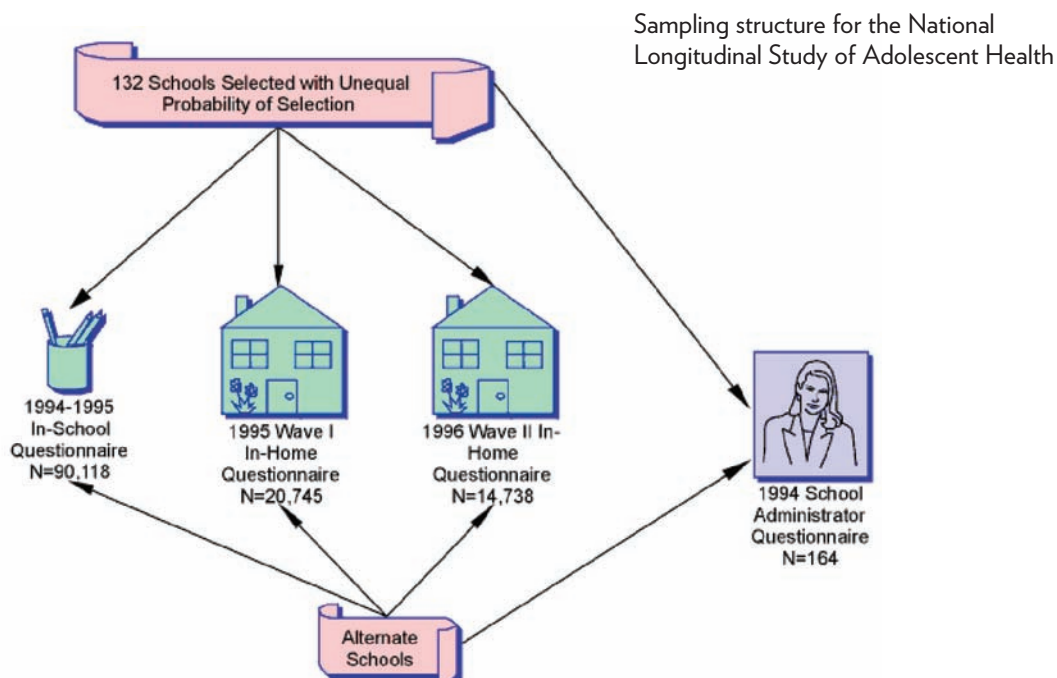 Sampling structure for the National
Longitudinal Study of Adolescent Health
132 Schools Selected with Unequal
Probability of Selection
1994-1995
In-School
Questionnaire
N=90,118
1995 Wave I
In-Home
Questionnaire
N=20,745
1996 Wave II In-
Home
Questionnaire
N=14,738
1994 School
Administrator
Questionnaire
N=164
Alternate
Schools